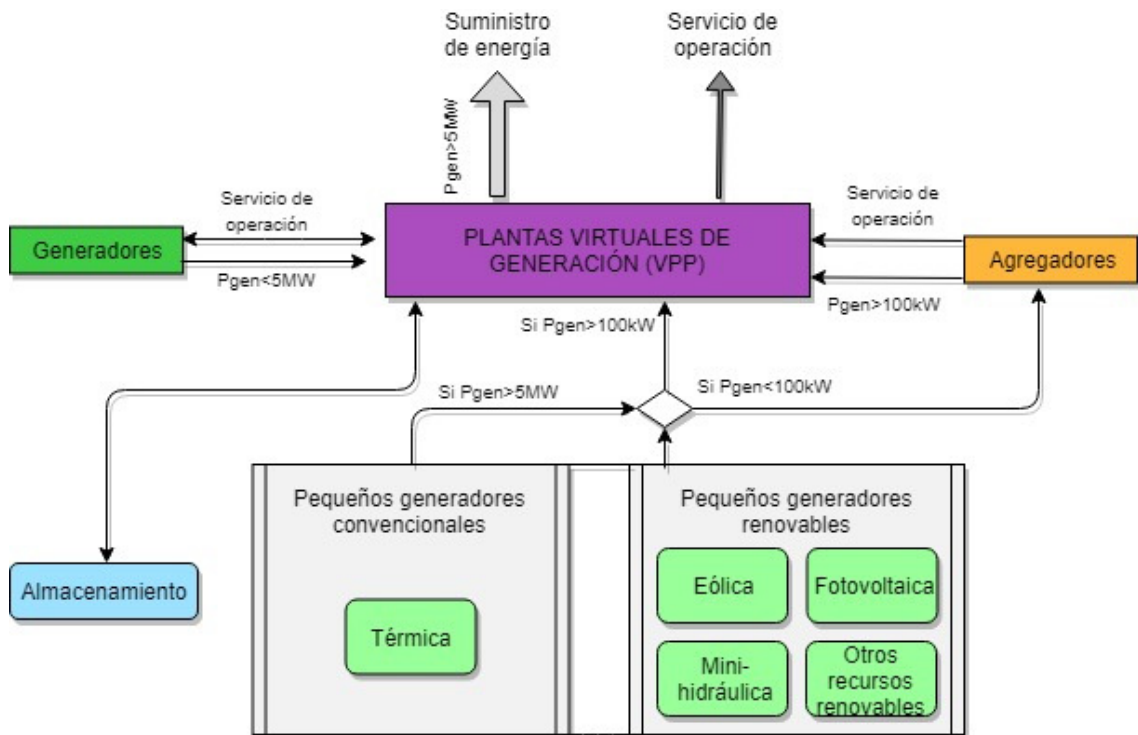 Suministro
de energía
Servicio de
operación
Pgen>5MW
Servicio de
operación
Generadores
Pgen<5MW
PLANTAS VIRTUALES DE
GENERACIÓN (VPP)
Servicio de
operación
Agregadores
Pgen>100kW
Si Pgen>100kW
Si Pgen>5MW
Si Pgen<100kW
Pequeños generadores
convencionales
Térmica
Pequeños generadores
renovables
Eólica
Fotovoltaica
Mini-
hidráulica
Otros
recursos
renovables
Almacenamiento